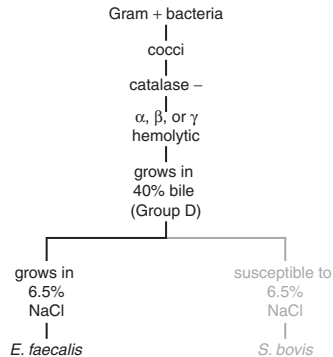 Gram + bacteria
cocci
catalase –
α, β, or γ
hemolytic
grows in
40% bile
(Group D)
grows in
6.5%
NaCl
E. faecalis
susceptible to
6.5%
NaCl
S. bovis